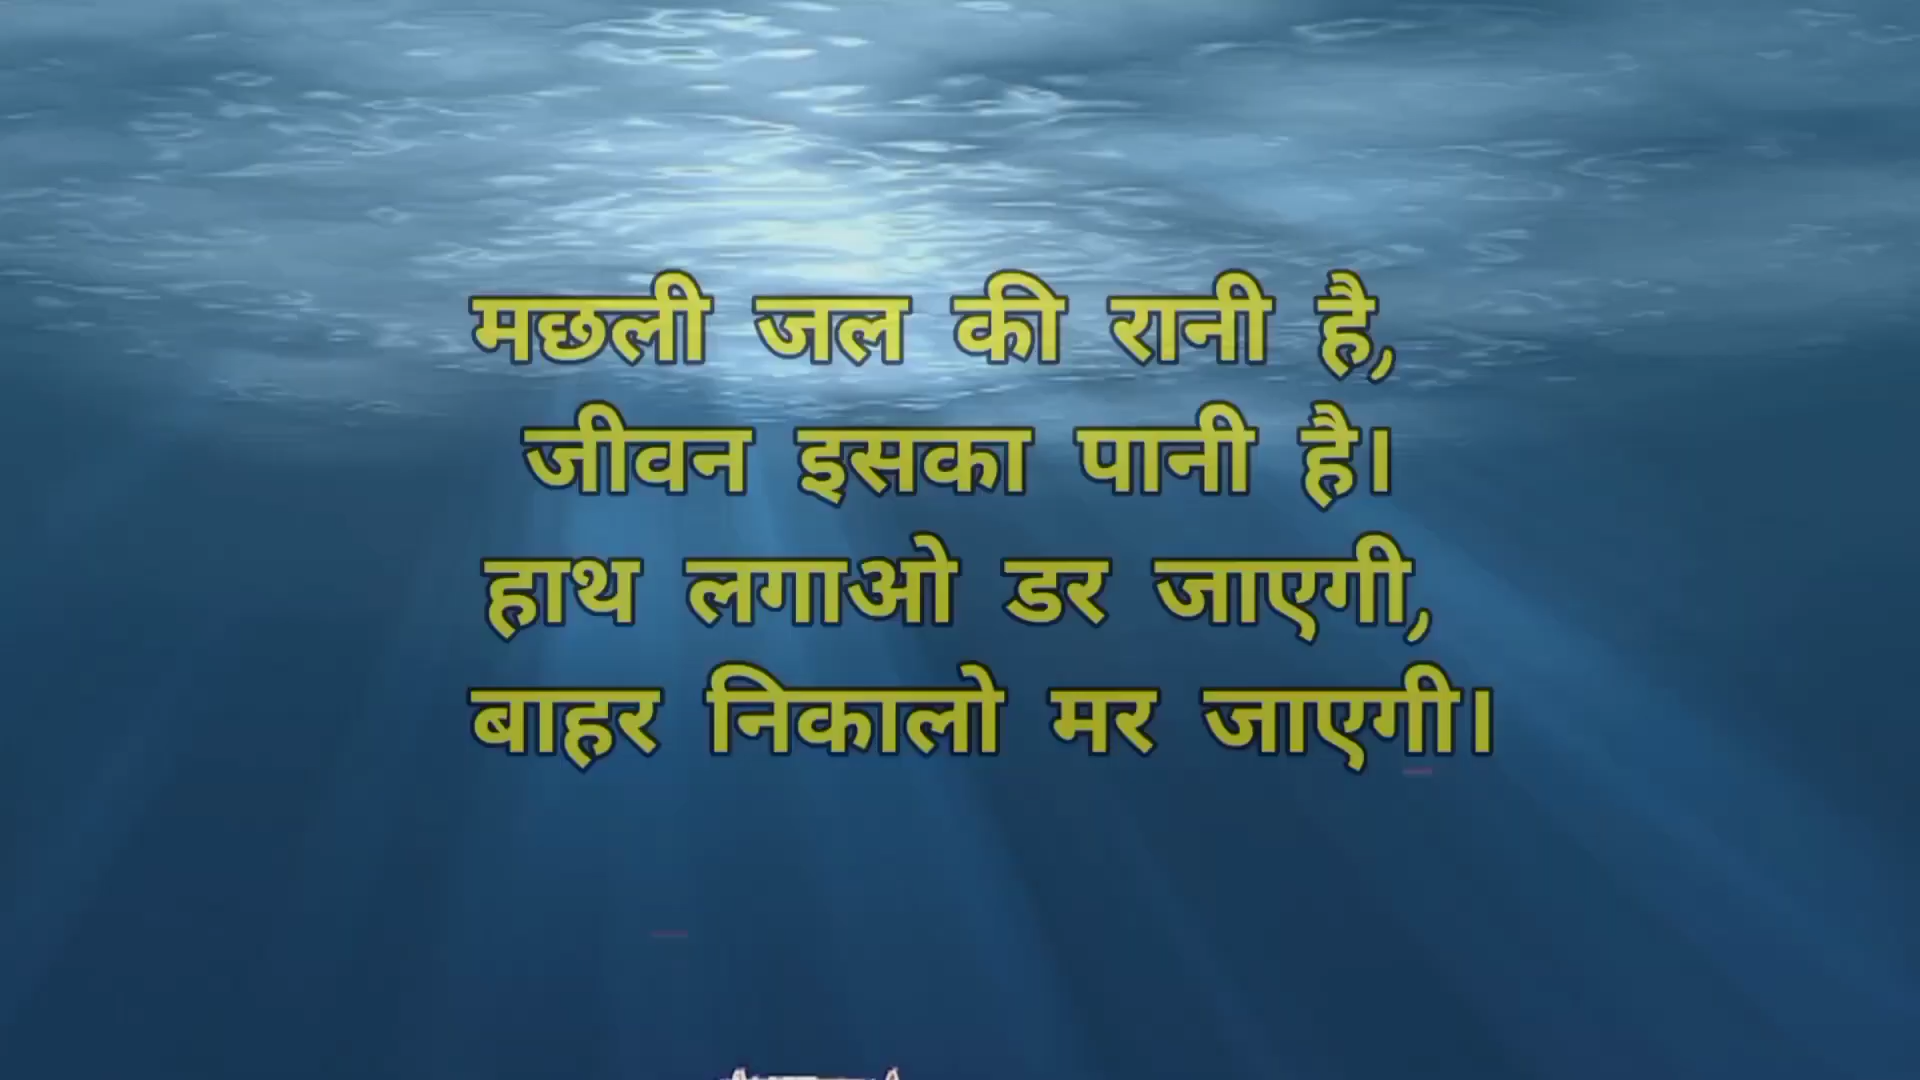 मछली जल की रानी है,
जीवन इसका पानी है।
हाथ लगाओ डर जाएगी,
बाहर निकालो मर जाएगी।